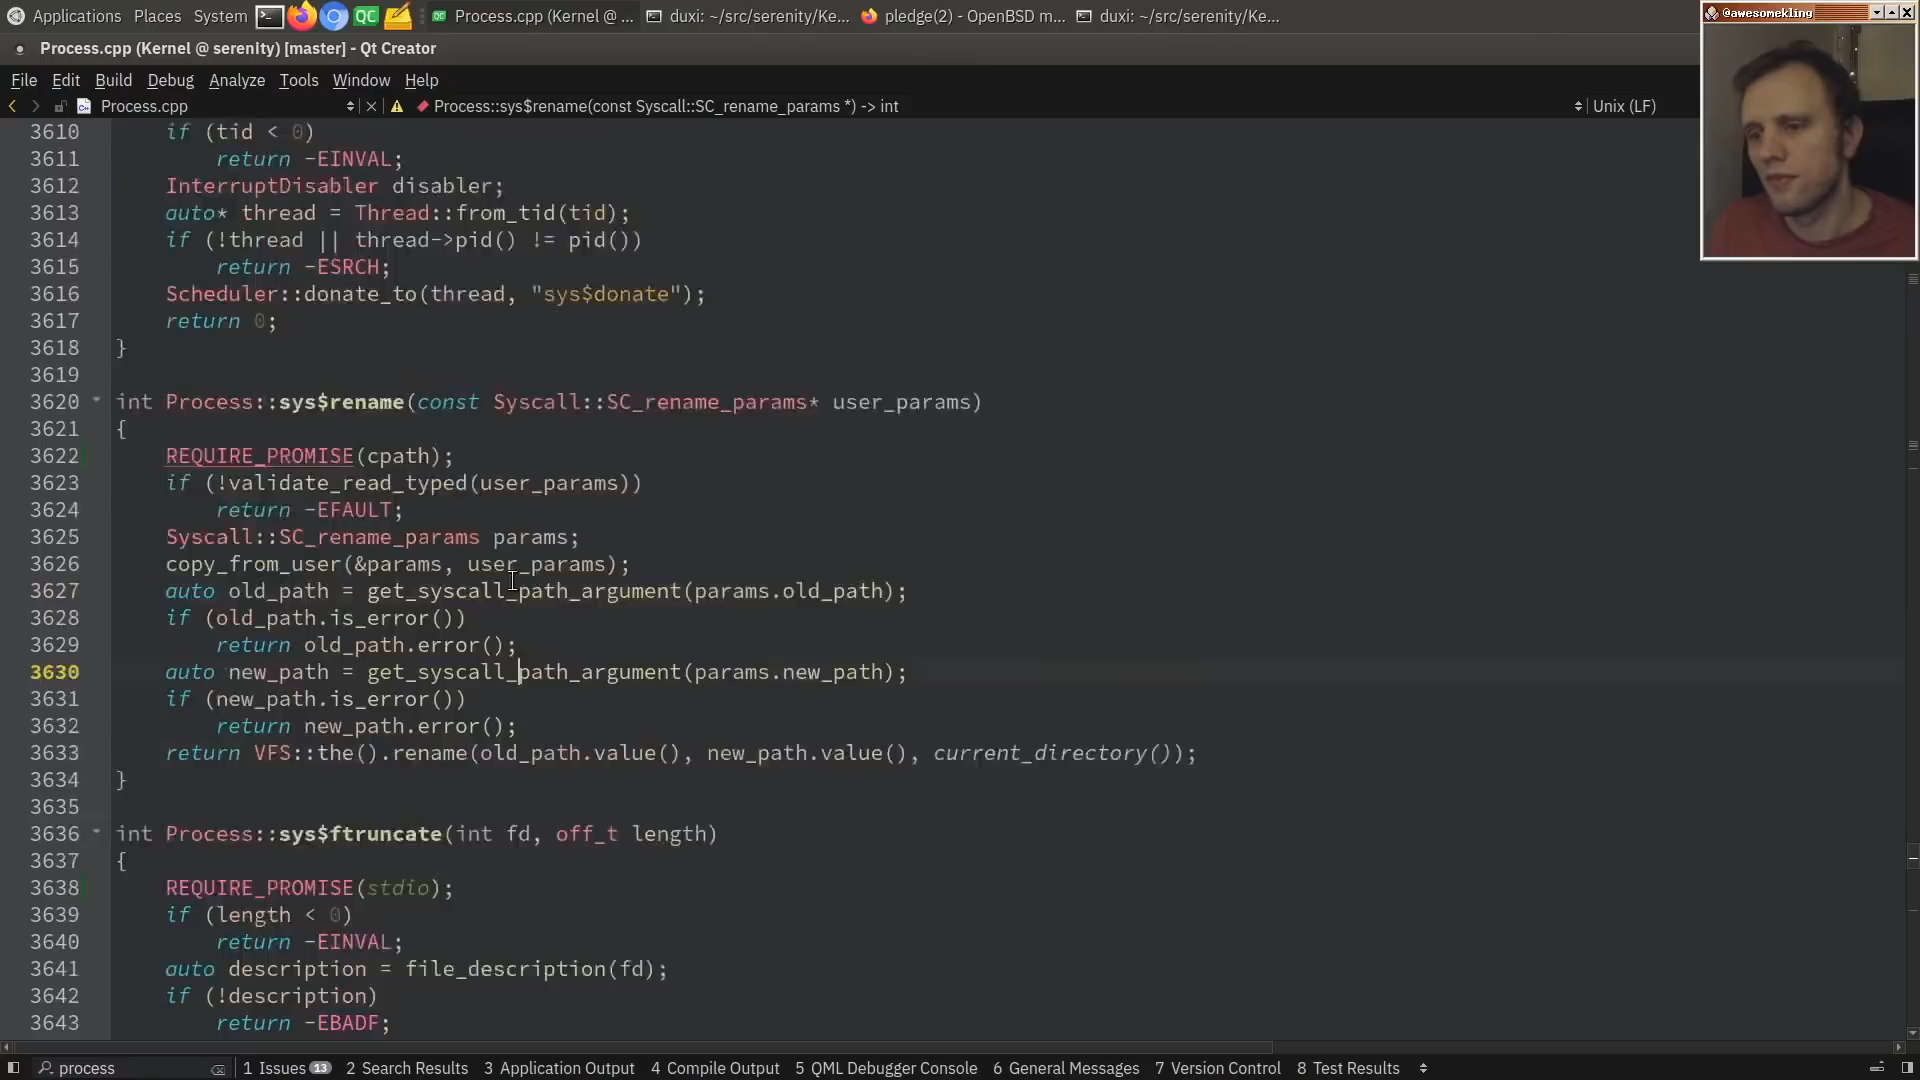 Applications Places System QC Process.cpp (Kernel @ ... duxi: ~/src/serenity/Ke... pledge(2) - OpenBSD m... duxi: ~/src/serenity/Ke...
@awesomekling
Process.cpp (Kernel @ serenity) [master] - Qt Creator
File Edit Build Debug Analyze Tools Window Help
Process.cpp Process::sys$rename(const Syscall::SC_rename_params *) -> int Unix (LF)
3610 if (tid < 0)
3611 return -EINVAL;
3612 InterruptDisabler disabler;
3613 auto* thread = Thread::from_tid(tid);
3614 if (!thread || thread->pid() != pid())
3615 return -ESRCH;
3616 Scheduler::donate_to(thread, "sys$donate");
3617 return 0;
3618 }
3619
3620 int Process::sys$rename(const Syscall::SC_rename_params* user_params)
3621 {
3622 REQUIRE_PROMISE(cpath);
3623 if (!validate_read_typed(user_params))
3624 return -EFAULT;
3625 Syscall::SC_rename_params params;
3626 copy_from_user(&params, user_params);
3627 auto old_path = get_syscall_path_argument(params.old_path);
3628 if (old_path.is_error())
3629 return old_path.error();
3630 auto new_path = get_syscall_path_argument(params.new_path);
3631 if (new_path.is_error())
3632 return new_path.error();
3633 return VFS::the().rename(old_path.value(), new_path.value(), current_directory());
3634 }
3635
3636 int Process::sys$ftruncate(int fd, off_t length)
3637 {
3638 REQUIRE_PROMISE(stdio);
3639 if (length < 0)
3640 return -EINVAL;
3641 auto description = file_description(fd);
3642 if (!description)
3643 return -EBADF;
process 1 Issues 13 2 Search Results 3 Application Output 4 Compile Output 5 QML Debugger Console 6 General Messages 7 Version Control 8 Test Results